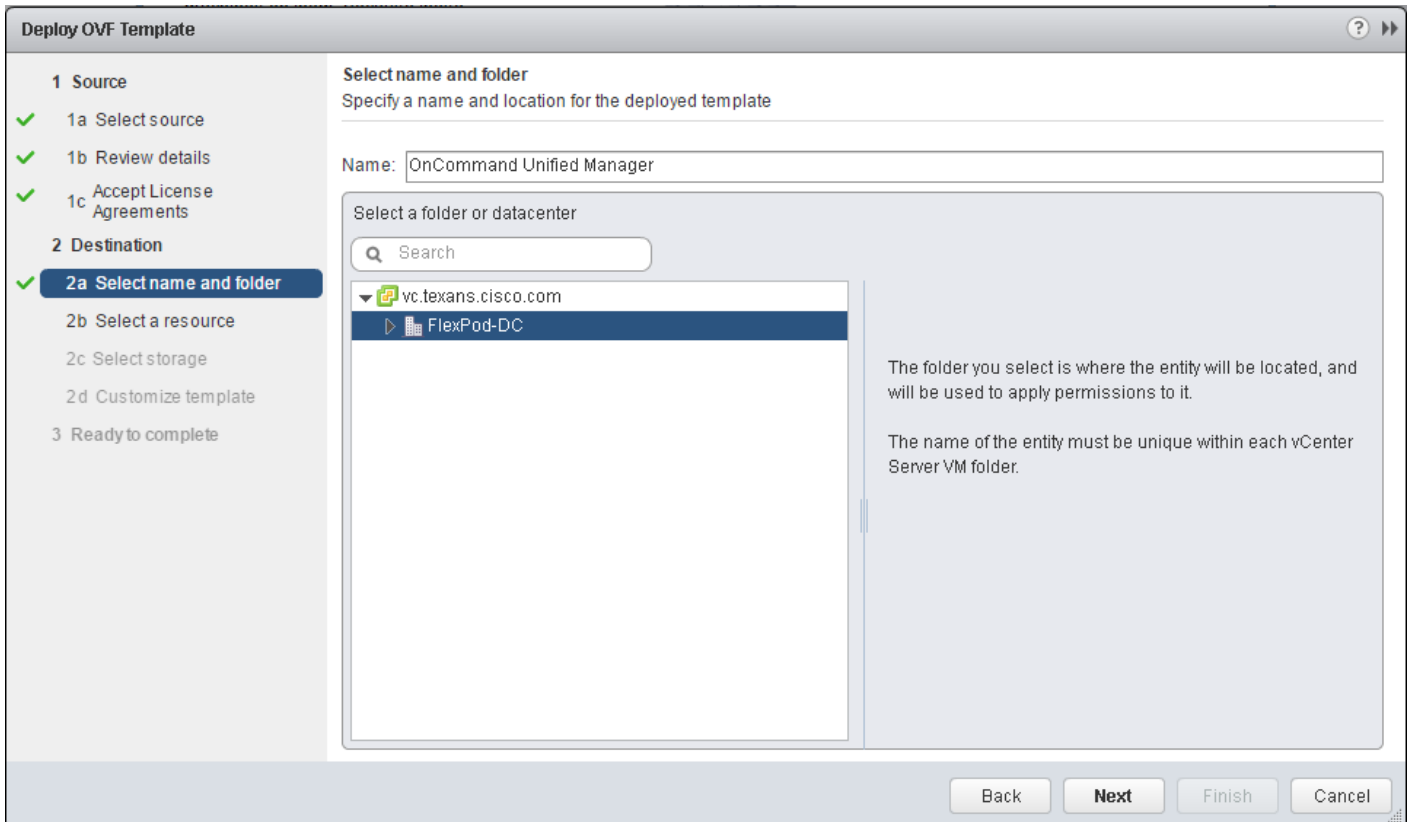 Deploy OVF Template
?
1 Source
1a Select source
1b Review details
1c Accept License
Agreements
2 Destination
2a Select name and folder
2b Select a resource
2c Select storage
2d Customize template
3 Ready to complete
Select name and folder
Specify a name and location for the deployed template
Name: OnCommand Unified Manager
Select a folder or datacenter
Search
vc.texans.cisco.com
FlexPod-DC
The folder you select is where the entity will be located, and
will be used to apply permissions to it.
The name of the entity must be unique within each vCenter
Server VM folder.
Back Next Finish Cancel